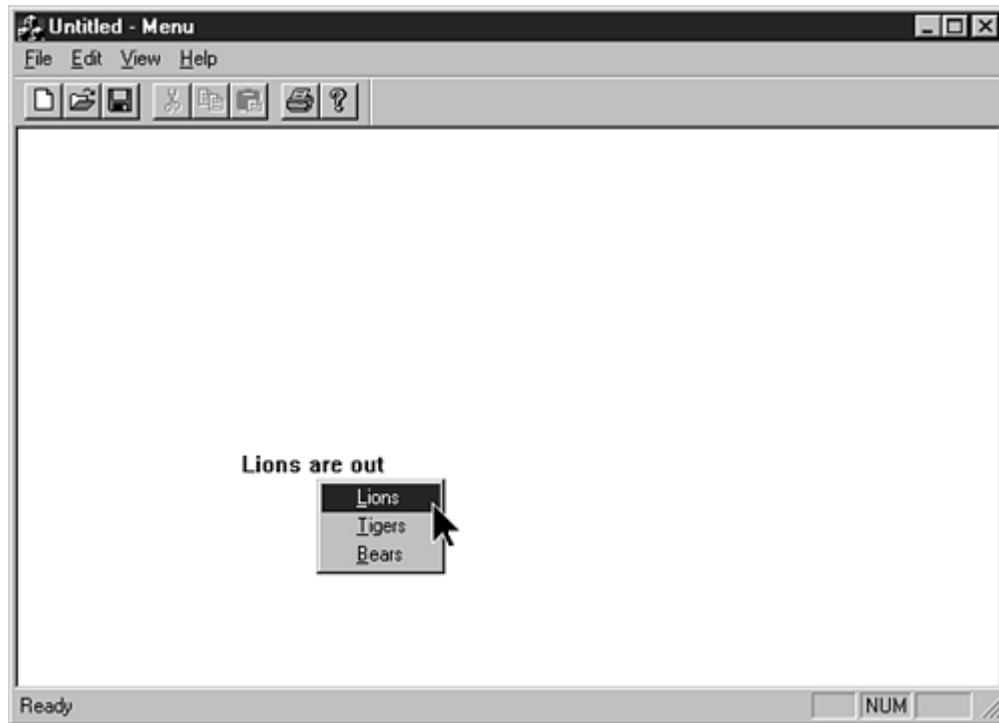 Untitled - Menu
File Edit View Help
Lions are out
Lions
Tigers
Bears
Ready
NUM